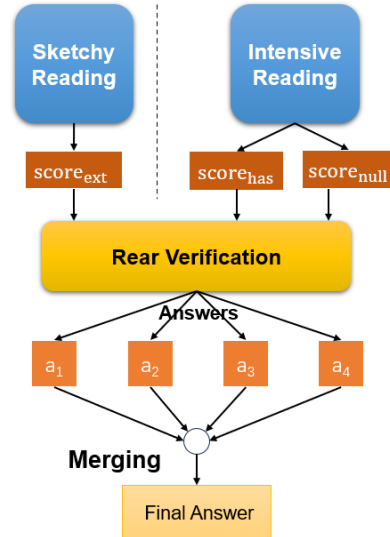 Sketchy
Reading
Intensive
Reading
score_ext
score_has
score_null
Rear Verification
Answers
a_1
a_2
a_3
a_4
Merging
Final Answer